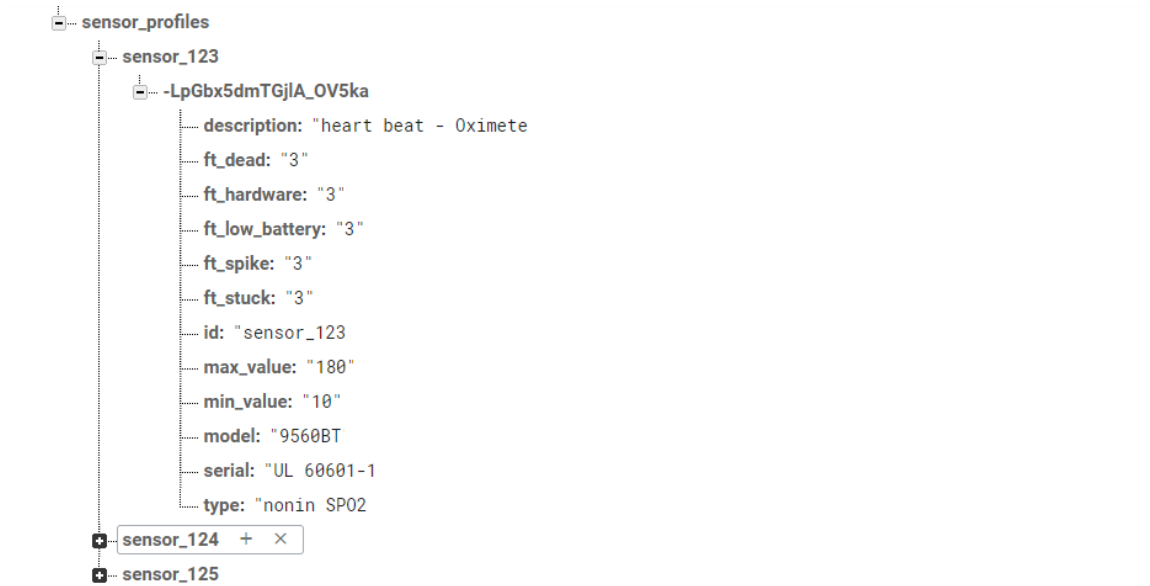 sensor_profiles
sensor_123
-LpGbx5dmTGjlA_OV5ka
description: "heart beat - Oximete
ft_dead: "3"
ft_hardware: "3"
ft_low_battery: "3"
ft_spike: "3"
ft_stuck: "3"
id: "sensor_123
max_value: "180"
min_value: "10"
model: "9560BT
serial: "UL 60601-1
type: "nonin SPO2
sensor_124 + ×
sensor_125